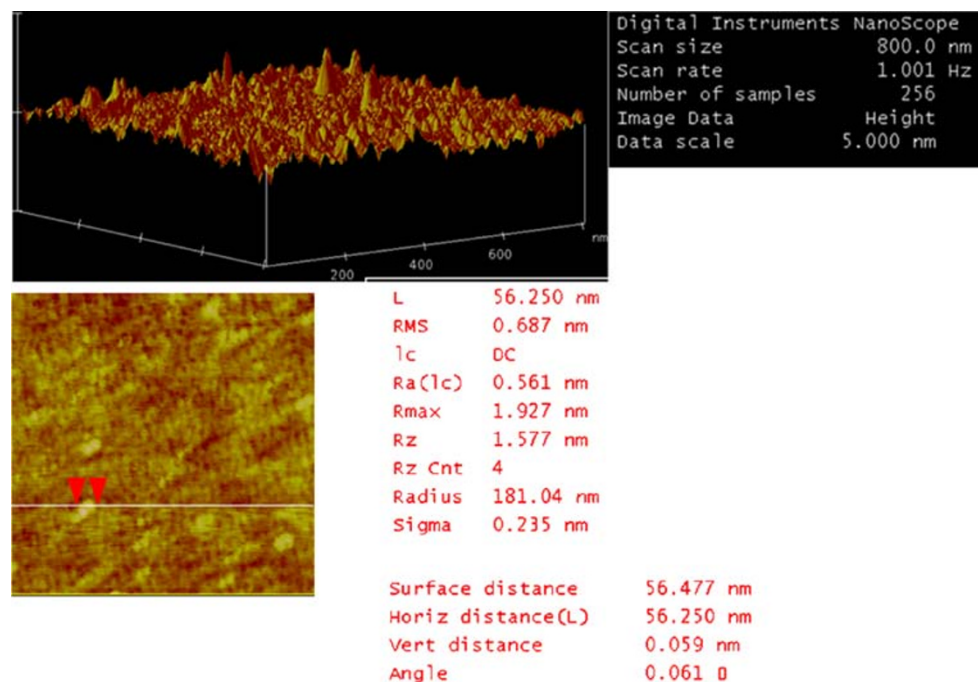 Digital Instruments NanoScope
Scan size 800.0 nm
Scan rate 1.001 Hz
Number of samples 256
Image Data Height
Data scale 5.000 nm
200 400 600 nm
L 56.250 nm
RMS 0.687 nm
lc DC
Ra(lc) 0.561 nm
Rmax 1.927 nm
Rz 1.577 nm
Rz Cnt 4
Radius 181.04 nm
Sigma 0.235 nm
Surface distance 56.477 nm
Horiz distance(L) 56.250 nm
Vert distance 0.059 nm
Angle 0.061 ▯